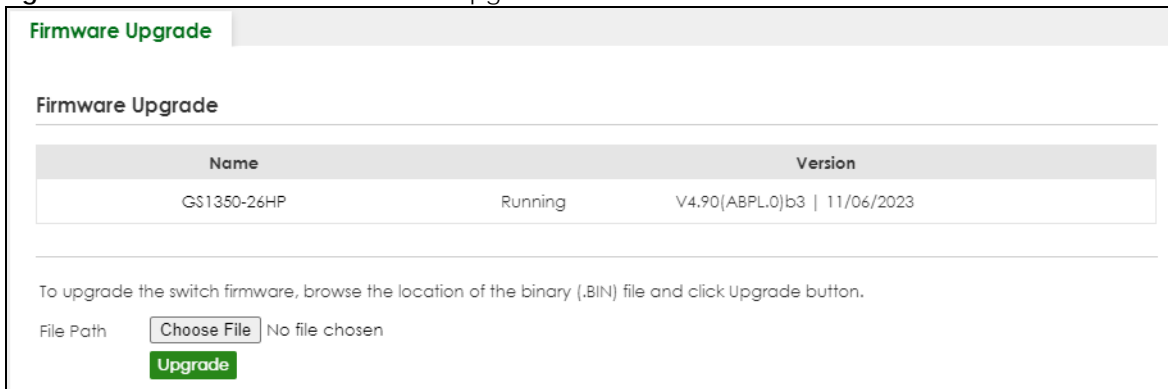 Firmware Upgrade
Firmware Upgrade
Name Version
GS1350-26HP Running V4.90(ABPL.0)b3 | 11/06/2023
To upgrade the switch firmware, browse the location of the binary (.BIN) file and click Upgrade button.
File Path Choose File No file chosen
Upgrade